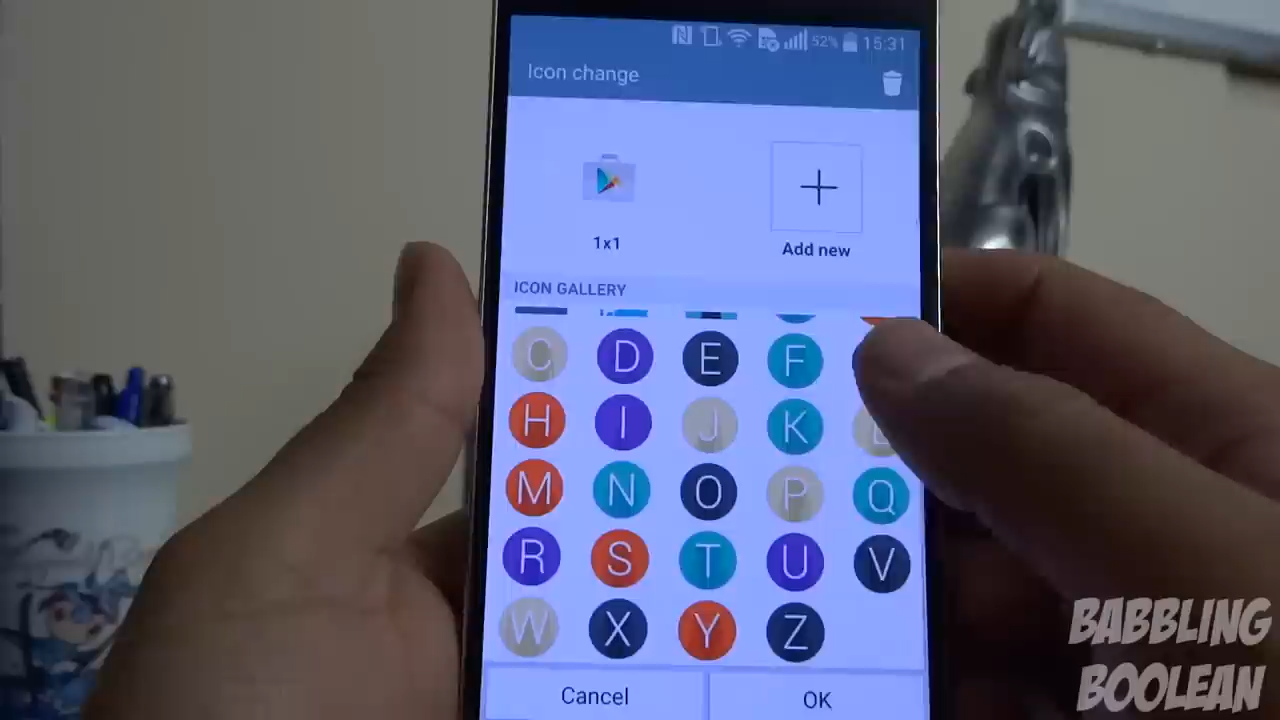 52% 15:31
Icon change
1x1
Add new
ICON GALLERY
C D E F
H I J K L
M N O P Q
R S T U V
W X Y Z
Cancel OK
BABBLING
BOOLEAN